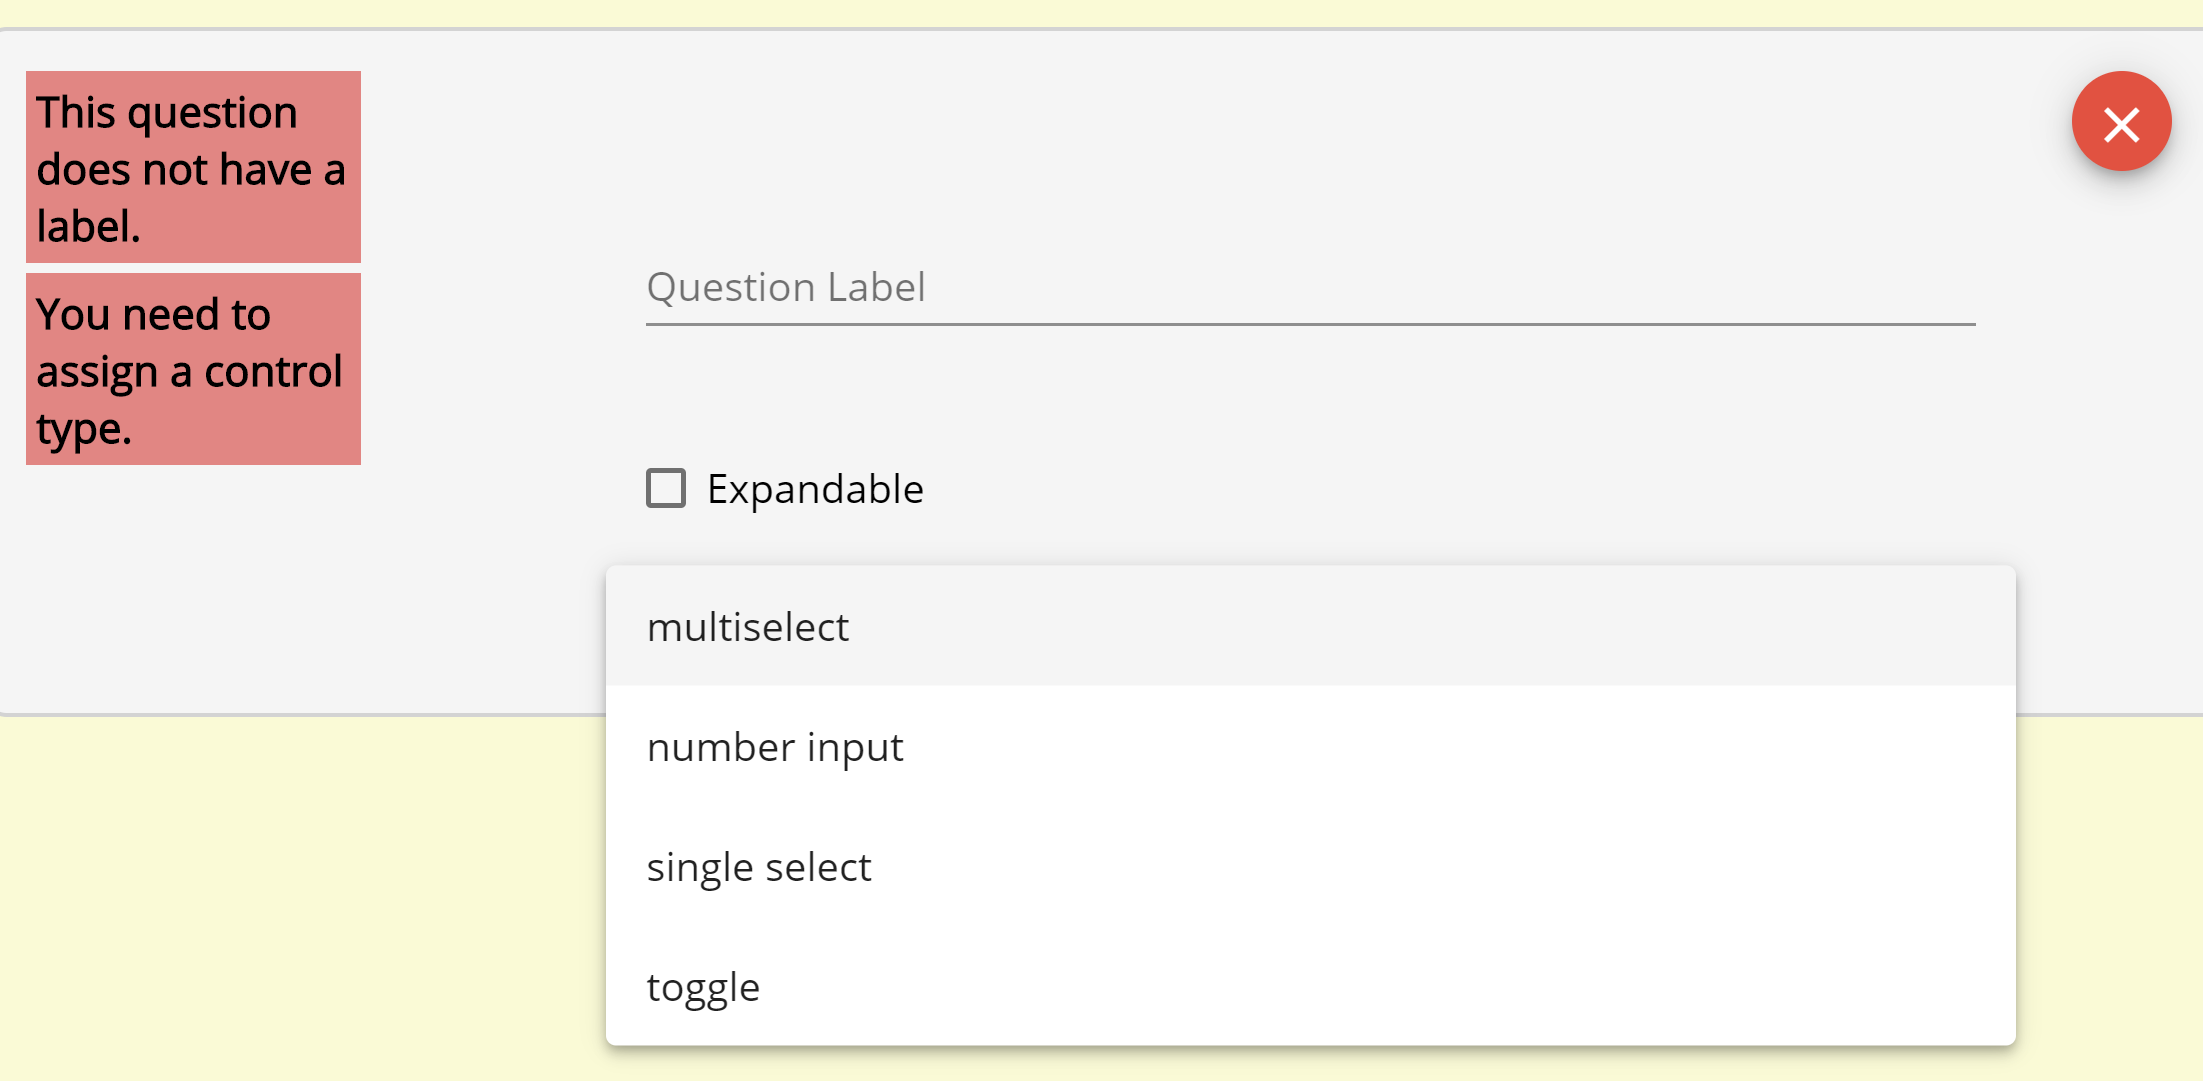 This question
does not have a
label.
You need to
assign a control
type.
Question Label
Expandable
multiselect
number input
single select
toggle